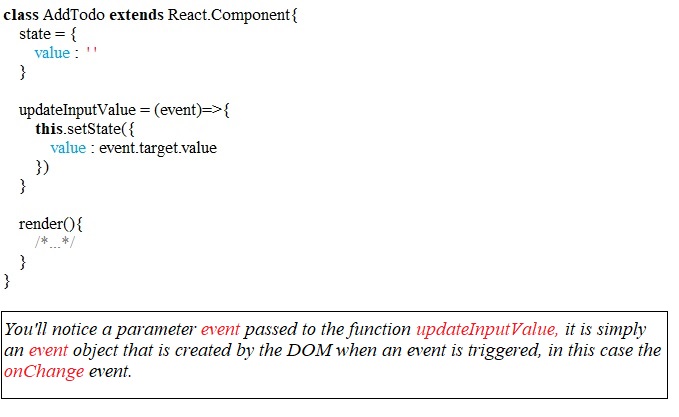 class AddTodo extends React.Component{
state = {
value : ''
}
updateInputValue = (event)=>{
this.setState({
value : event.target.value
})
}
render(){
/*...*/
}
}
You'll notice a parameter event passed to the function updateInputValue, it is simply
an event object that is created by the DOM when an event is triggered, in this case the
onChange event.